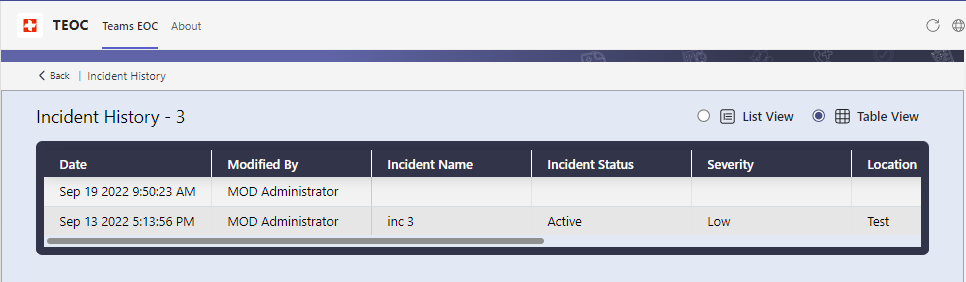 TEOC Teams EOC About
Back | Incident History
Incident History - 3 List View Table View
Date Modified By Incident Name Incident Status Severity Location
Sep 19 2022 9:50:23 AM MOD Administrator
Sep 13 2022 5:13:56 PM MOD Administrator inc 3 Active Low Test